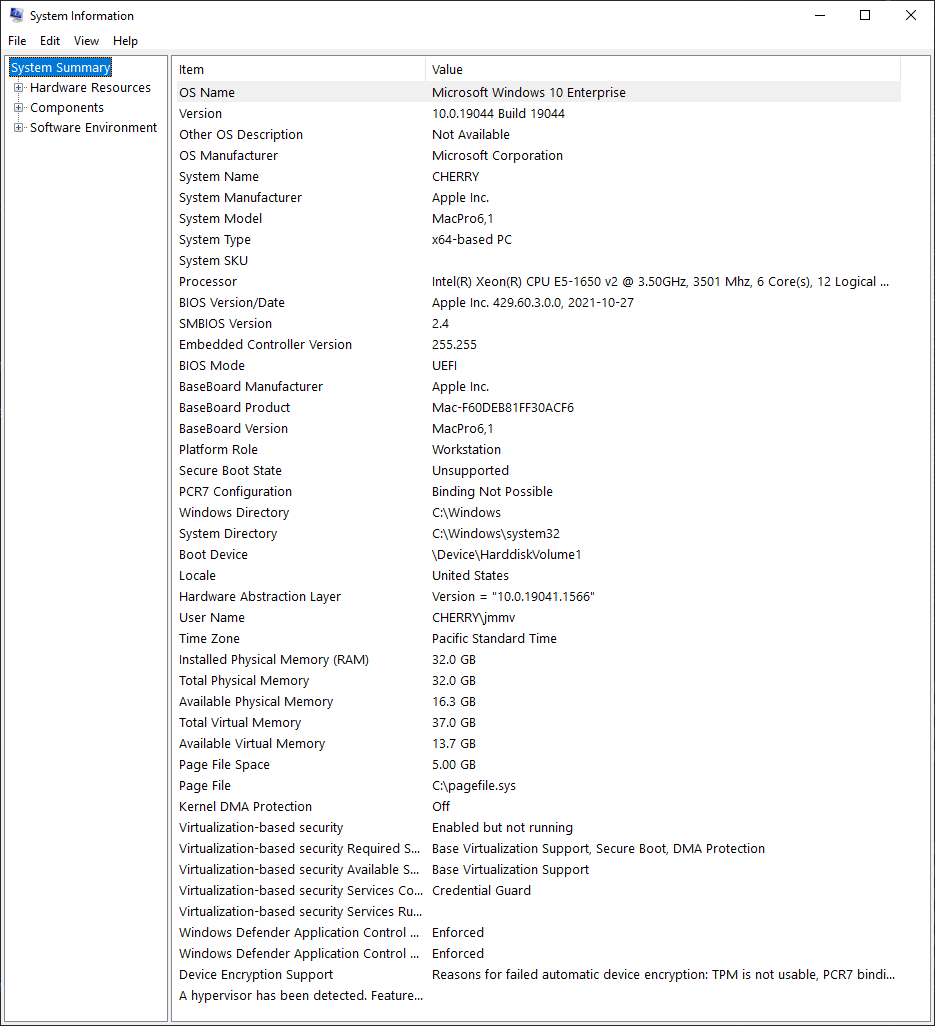 System Information
File Edit View Help
System Summary
Hardware Resources
Components
Software Environment
Item Value
OS Name Microsoft Windows 10 Enterprise
Version 10.0.19044 Build 19044
Other OS Description Not Available
OS Manufacturer Microsoft Corporation
System Name CHERRY
System Manufacturer Apple Inc.
System Model MacPro6,1
System Type x64-based PC
System SKU
Processor Intel(R) Xeon(R) CPU E5-1650 v2 @ 3.50GHz, 3501 Mhz, 6 Core(s), 12 Logical ...
BIOS Version/Date Apple Inc. 429.60.3.0.0, 2021-10-27
SMBIOS Version 2.4
Embedded Controller Version 255.255
BIOS Mode UEFI
BaseBoard Manufacturer Apple Inc.
BaseBoard Product Mac-F60DEB81FF30ACF6
BaseBoard Version MacPro6,1
Platform Role Workstation
Secure Boot State Unsupported
PCR7 Configuration Binding Not Possible
Windows Directory C:\Windows
System Directory C:\Windows\system32
Boot Device \Device\HarddiskVolume1
Locale United States
Hardware Abstraction Layer Version = "10.0.19041.1566"
User Name CHERRY\jmmv
Time Zone Pacific Standard Time
Installed Physical Memory (RAM) 32.0 GB
Total Physical Memory 32.0 GB
Available Physical Memory 16.3 GB
Total Virtual Memory 37.0 GB
Available Virtual Memory 13.7 GB
Page File Space 5.00 GB
Page File C:\pagefile.sys
Kernel DMA Protection Off
Virtualization-based security Enabled but not running
Virtualization-based security Required S... Base Virtualization Support, Secure Boot, DMA Protection
Virtualization-based security Available S... Base Virtualization Support
Virtualization-based security Services Co... Credential Guard
Virtualization-based security Services Ru...
Windows Defender Application Control ... Enforced
Windows Defender Application Control ... Enforced
Device Encryption Support Reasons for failed automatic device encryption: TPM is not usable, PCR7 bindi...
A hypervisor has been detected. Feature...